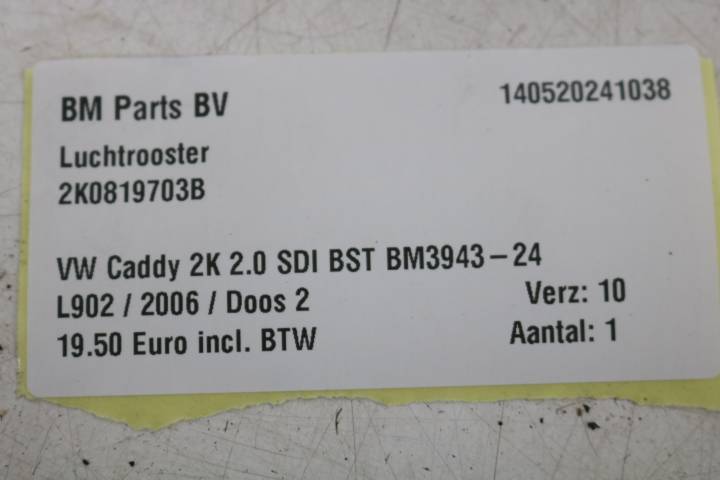 BM Parts BV 140520241038
Luchtrooster
2K0819703B
VW Caddy 2K 2.0 SDI BST BM3943-24
L902 / 2006 / Doos 2 Verz: 10
19.50 Euro incl. BTW Aantal: 1